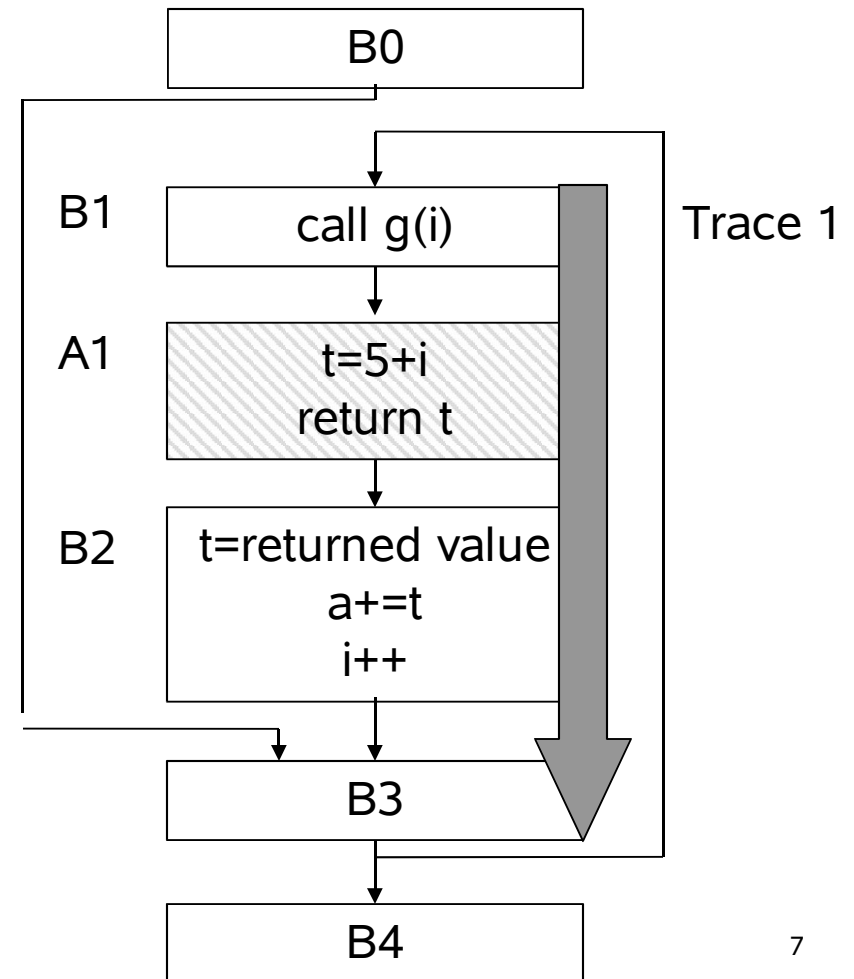 B0
B1
call g(i)
Trace 1
A1
t=5+i
return t
B2
t=returned value
a+=t
i++
B3
B4
7